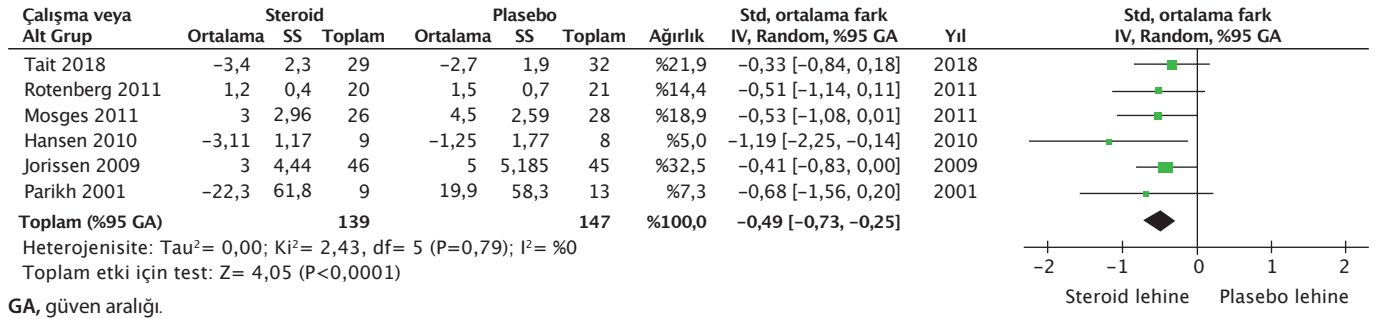 Çalışma veya Steroid Plasebo Std, ortalama fark Std, ortalama fark
Alt Grup Ortalama SS Toplam Ortalama SS Toplam Ağırlık IV, Random, %95 GA Yıl IV, Random, %95 GA
Tait 2018 −3,4 2,3 29 −2,7 1,9 32 %21,9 −0,33 [−0,84, 0,18] 2018
Rotenberg 2011 1,2 0,4 20 1,5 0,7 21 %14,4 −0,51 [−1,14, 0,11] 2011
Mosges 2011 3 2,96 26 4,5 2,59 28 %18,9 −0,53 [−1,08, 0,01] 2011
Hansen 2010 −3,11 1,17 9 −1,25 1,77 8 %5,0 −1,19 [−2,25, −0,14] 2010
Jorissen 2009 3 4,44 46 5 5,185 45 %32,5 −0,41 [−0,83, 0,00] 2009
Parikh 2001 −22,3 61,8 9 19,9 58,3 13 %7,3 −0,68 [−1,56, 0,20] 2001
Toplam (%95 GA) 139 147 %100,0 −0,49 [−0,73, −0,25]
Heterojenisite: Tau²= 0,00; Ki²= 2,43, df= 5 (P=0,79); I²= %0
Toplam etki için test: Z= 4,05 (P<0,0001)
−2 −1 0 1 2
Steroid lehine Plasebo lehine
GA, güven aralığı.